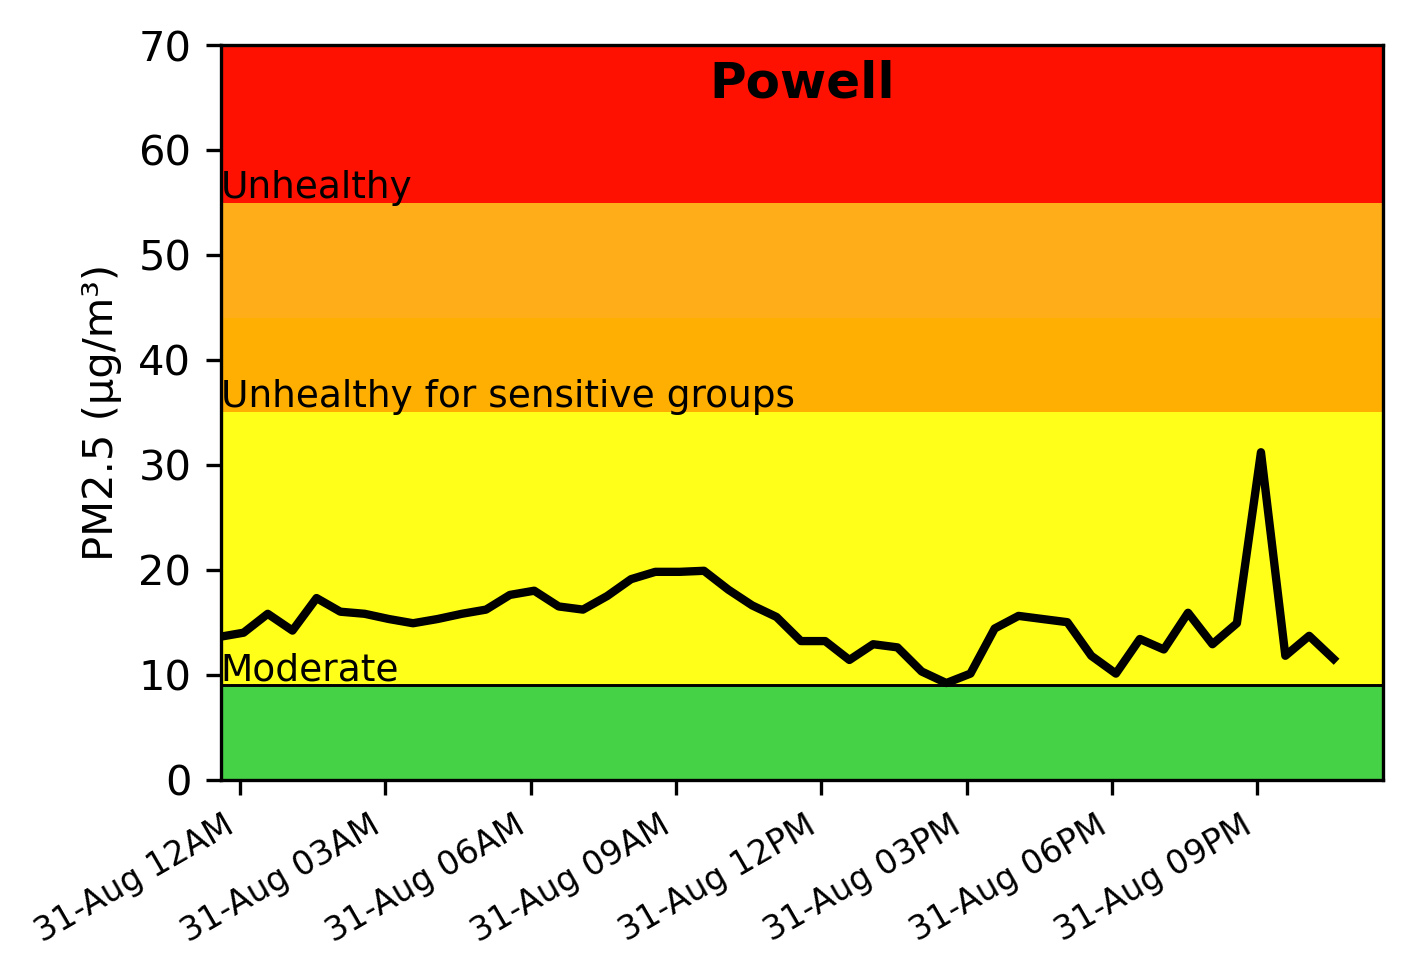 Powell
70
60
50
40
30
20
10
0
PM2.5 (µg/m³)
Unhealthy
Unhealthy for sensitive groups
Moderate
31-Aug 12AM
31-Aug 03AM
31-Aug 06AM
31-Aug 09AM
31-Aug 12PM
31-Aug 03PM
31-Aug 06PM
31-Aug 09PM